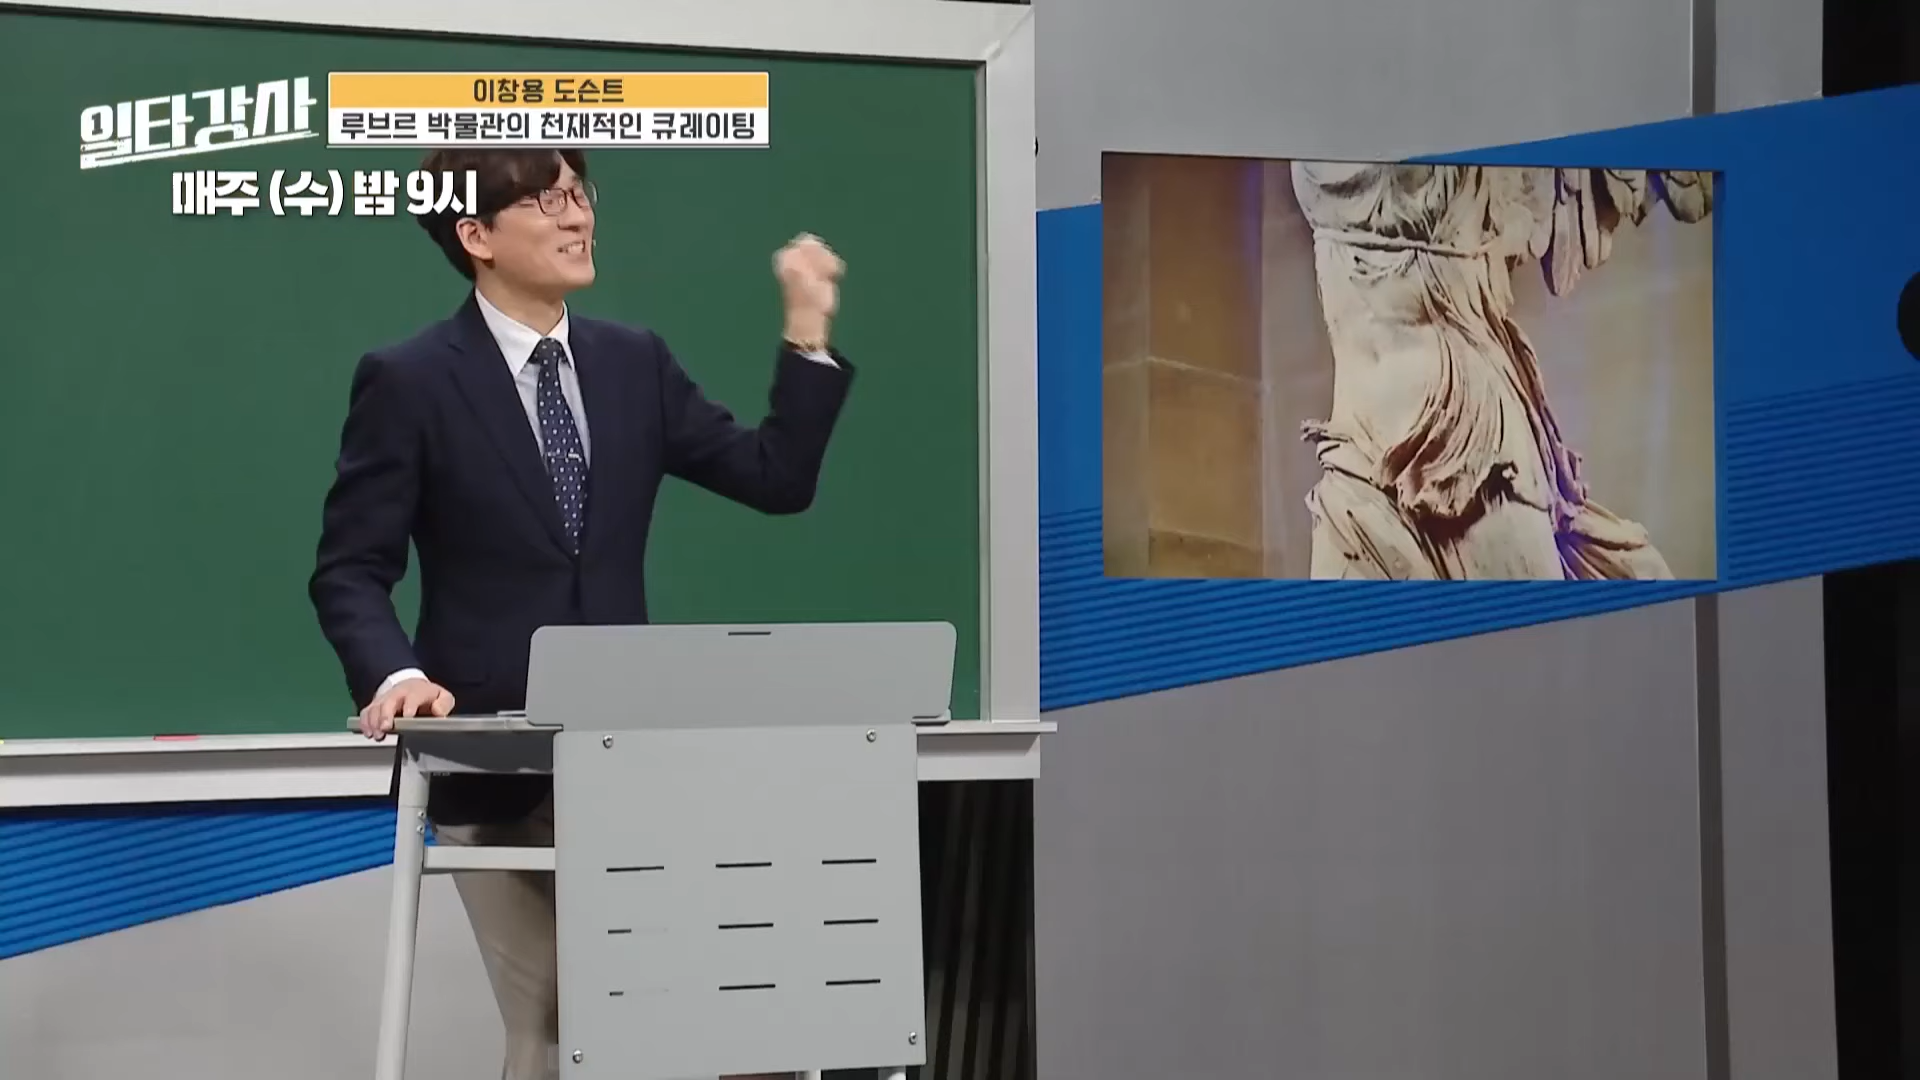 일타강사
이창용 도슨트
루브르 박물관의 천재적인 큐레이팅
매주 (수) 밤 9시